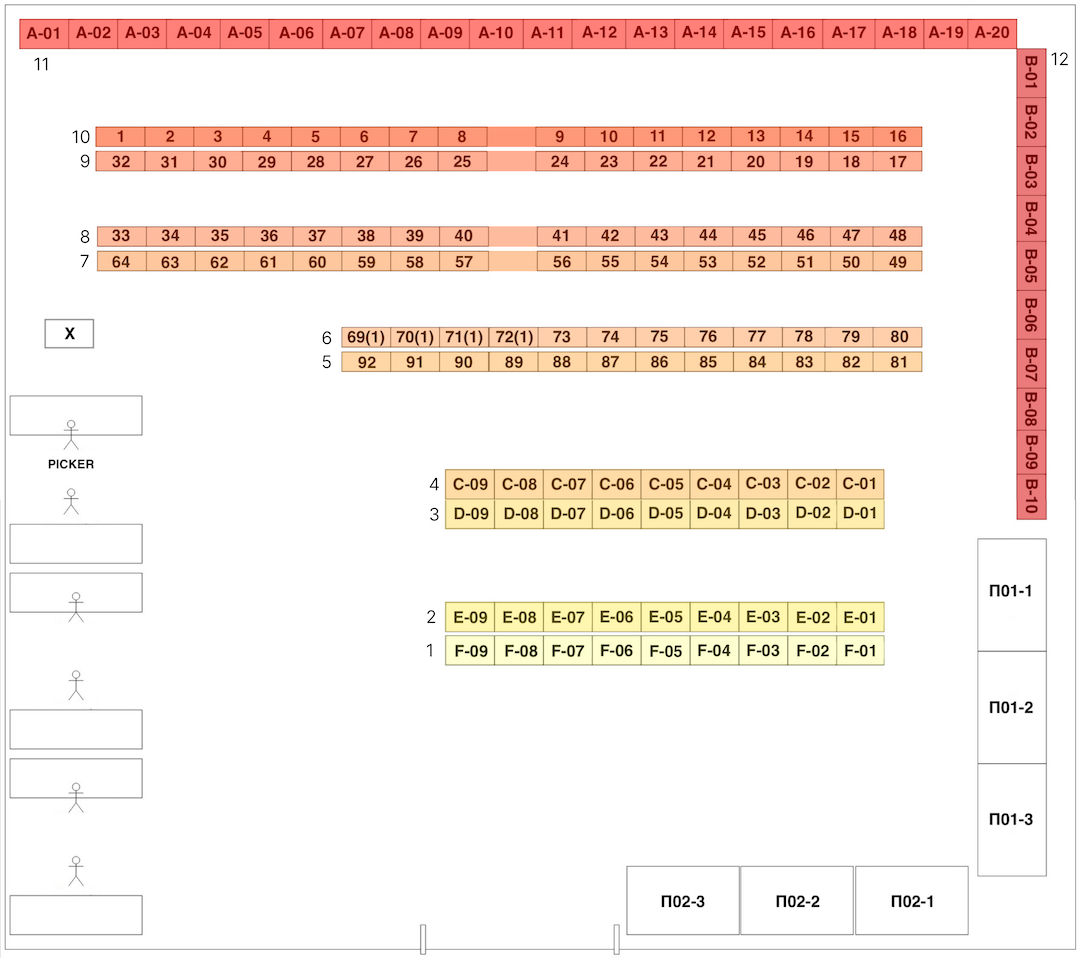 A-01 A-02 A-03 A-04 A-05 A-06 A-07 A-08 A-09 A-10 A-11 A-12 A-13 A-14 A-15 A-16 A-17 A-18 A-19 A-20
11
12
B-01
B-02
B-03
B-04
B-05
B-06
B-07
B-08
B-09
B-10
10 1 2 3 4 5 6 7 8 9 10 11 12 13 14 15 16
9 32 31 30 29 28 27 26 25 24 23 22 21 20 19 18 17
8 33 34 35 36 37 38 39 40 41 42 43 44 45 46 47 48
7 64 63 62 61 60 59 58 57 56 55 54 53 52 51 50 49
X
6 69(1) 70(1) 71(1) 72(1) 73 74 75 76 77 78 79 80
5 92 91 90 89 88 87 86 85 84 83 82 81
PICKER
4 C-09 C-08 C-07 C-06 C-05 C-04 C-03 C-02 C-01
3 D-09 D-08 D-07 D-06 D-05 D-04 D-03 D-02 D-01
2 E-09 E-08 E-07 E-06 E-05 E-04 E-03 E-02 E-01
1 F-09 F-08 F-07 F-06 F-05 F-04 F-03 F-02 F-01
П01-1
П01-2
П01-3
П02-3 П02-2 П02-1